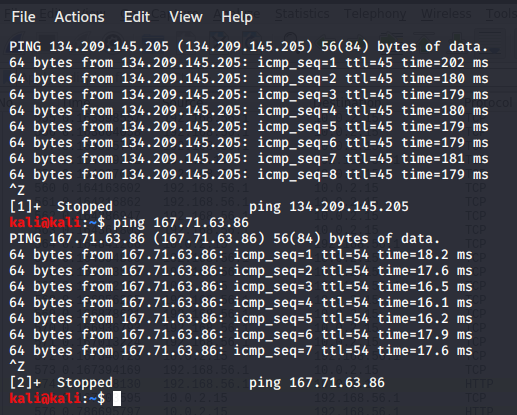 File Actions Edit View Help
PING 134.209.145.205 (134.209.145.205) 56(84) bytes of data.
64 bytes from 134.209.145.205: icmp_seq=1 ttl=45 time=202 ms
64 bytes from 134.209.145.205: icmp_seq=2 ttl=45 time=180 ms
64 bytes from 134.209.145.205: icmp_seq=3 ttl=45 time=179 ms
64 bytes from 134.209.145.205: icmp_seq=4 ttl=45 time=180 ms
64 bytes from 134.209.145.205: icmp_seq=5 ttl=45 time=179 ms
64 bytes from 134.209.145.205: icmp_seq=6 ttl=45 time=179 ms
64 bytes from 134.209.145.205: icmp_seq=7 ttl=45 time=181 ms
64 bytes from 134.209.145.205: icmp_seq=8 ttl=45 time=179 ms
^Z
[1]+  Stopped                 ping 134.209.145.205
kali@kali:~$ ping 167.71.63.86
PING 167.71.63.86 (167.71.63.86) 56(84) bytes of data.
64 bytes from 167.71.63.86: icmp_seq=1 ttl=54 time=18.2 ms
64 bytes from 167.71.63.86: icmp_seq=2 ttl=54 time=17.6 ms
64 bytes from 167.71.63.86: icmp_seq=3 ttl=54 time=16.5 ms
64 bytes from 167.71.63.86: icmp_seq=4 ttl=54 time=16.1 ms
64 bytes from 167.71.63.86: icmp_seq=5 ttl=54 time=16.2 ms
64 bytes from 167.71.63.86: icmp_seq=6 ttl=54 time=17.9 ms
64 bytes from 167.71.63.86: icmp_seq=7 ttl=54 time=17.6 ms
^Z
[2]+  Stopped                 ping 167.71.63.86
kali@kali:~$